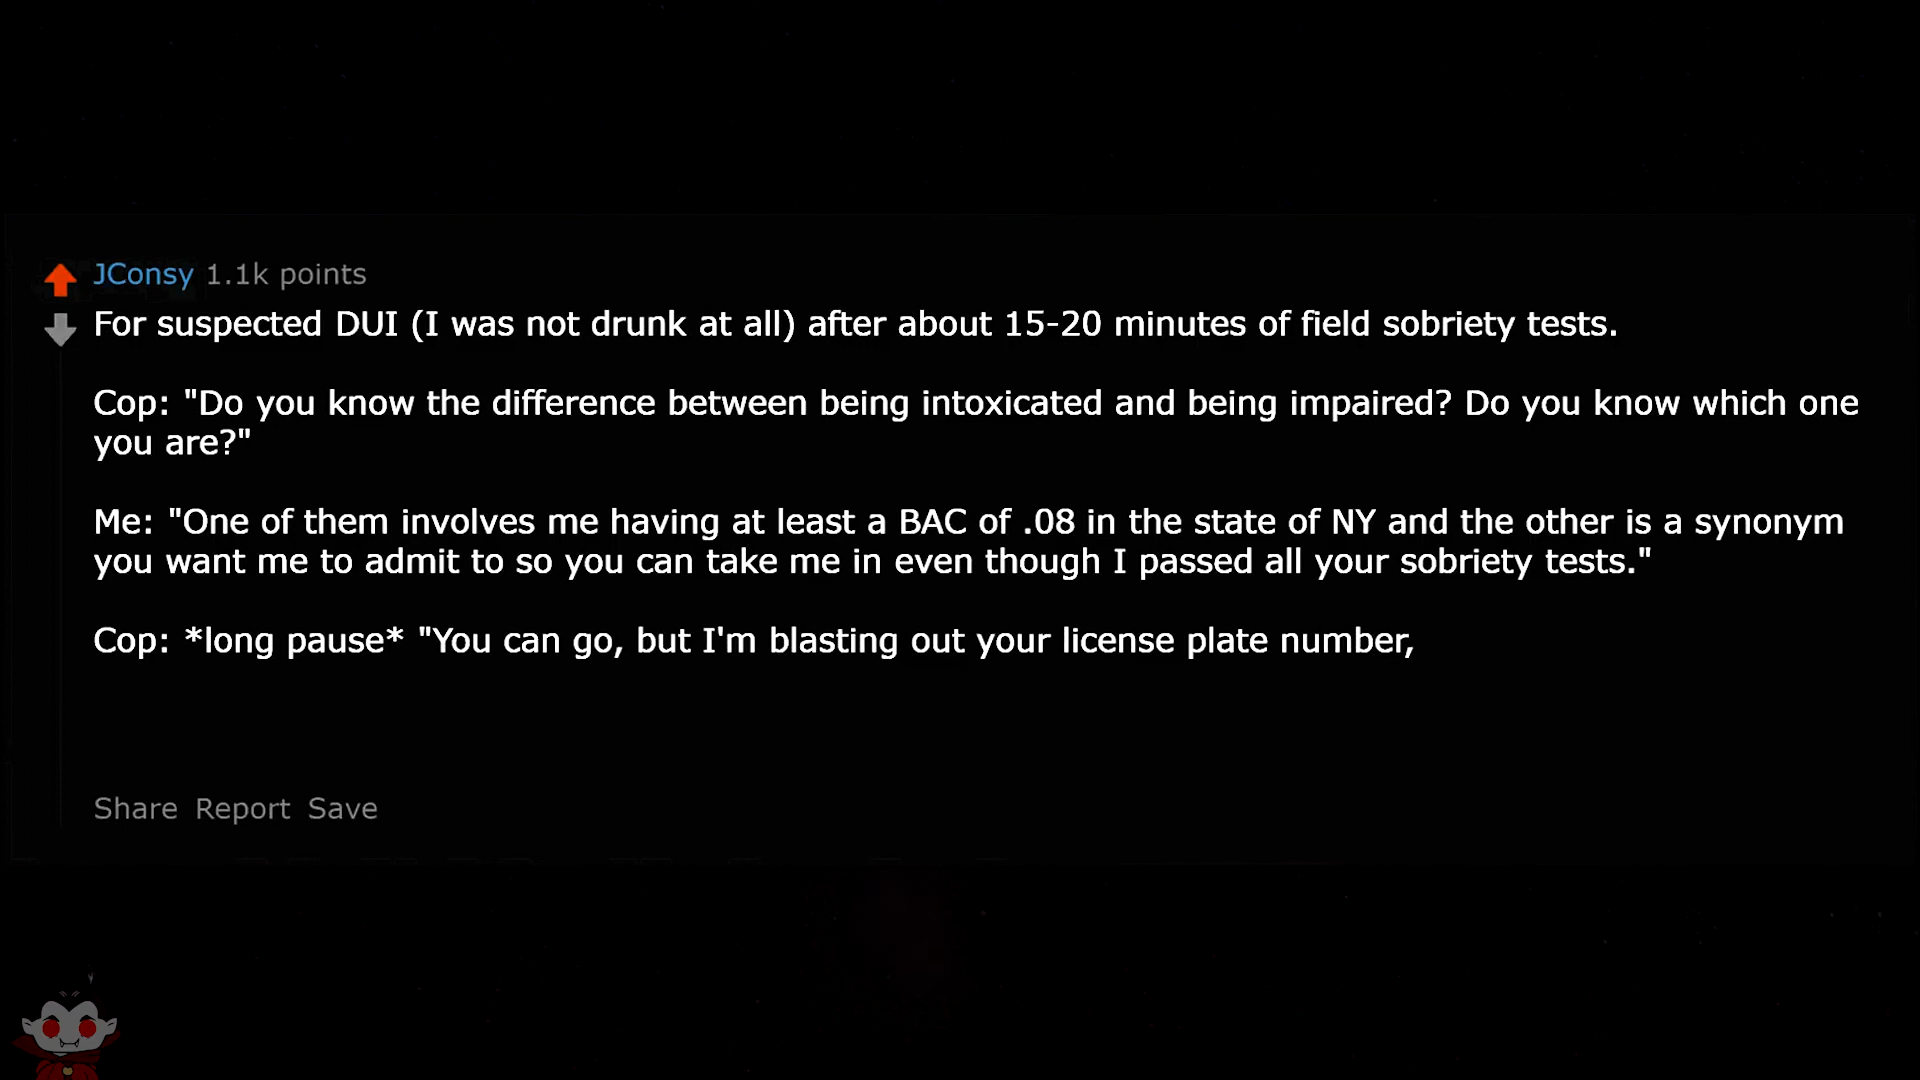 JConsy 1.1k points
For suspected DUI (I was not drunk at all) after about 15-20 minutes of field sobriety tests.
Cop: "Do you know the difference between being intoxicated and being impaired? Do you know which one
you are?"
Me: "One of them involves me having at least a BAC of .08 in the state of NY and the other is a synonym
you want me to admit to so you can take me in even though I passed all your sobriety tests."
Cop: *long pause* "You can go, but I'm blasting out your license plate number,
Share Report Save